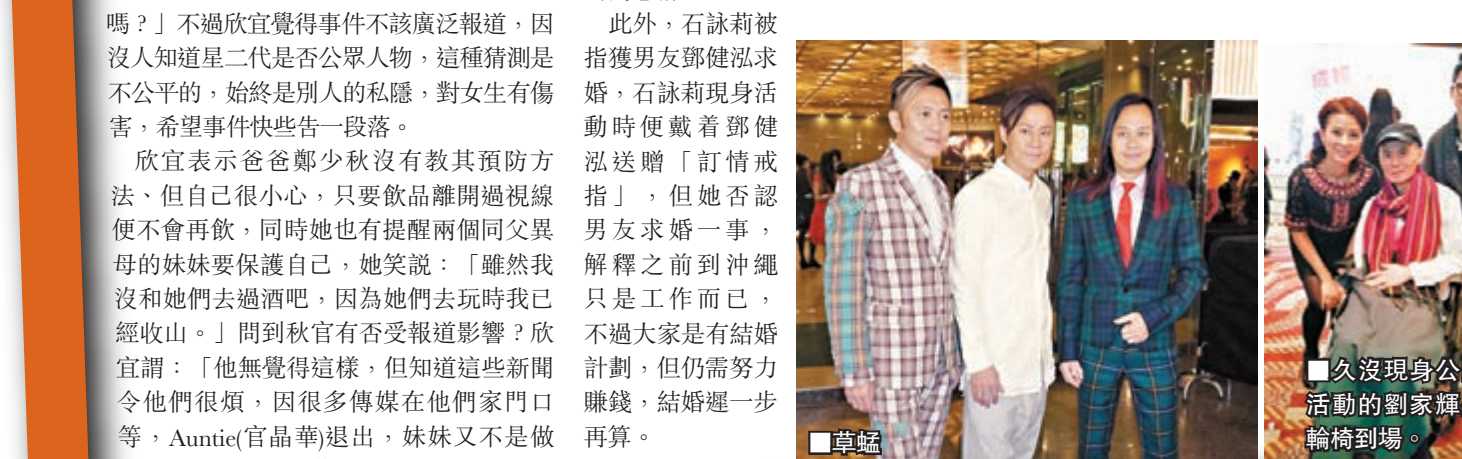 嗎？」不過欣宜覺得事件不該廣泛報道，因
沒人知道星二代是否公眾人物，這種猜測是
不公平的，始終是別人的私隱，對女生有傷
害，希望事件快些告一段落。
欣宜表示爸爸鄭少秋沒有教其預防方
法、但自己很小心，只要飲品離開過視線
便不會再飲，同時她也有提醒兩個同父異
母的妹妹要保護自己，她笑說：「雖然我
沒和她們去過酒吧，因為她們去玩時我已
經收山。」問到秋官有否受報道影響？欣
宜謂：「他無覺得這樣，但知道這些新聞
令他們很煩，因很多傳媒在他們家門口
等，Auntie(官晶華)退出，妹妹又不是做
此外，石詠莉被
指獲男友鄧健泓求
婚，石詠莉現身活
動時便戴着鄧健
泓送贈「訂情戒
指」，但她否認
男友求婚一事，
解釋之前到沖繩
只是工作而已，
不過大家是有結婚
計劃，但仍需努力
賺錢，結婚遲一步
再算。
■草蜢
■久沒現身公
活動的劉家輝
輪椅到場。